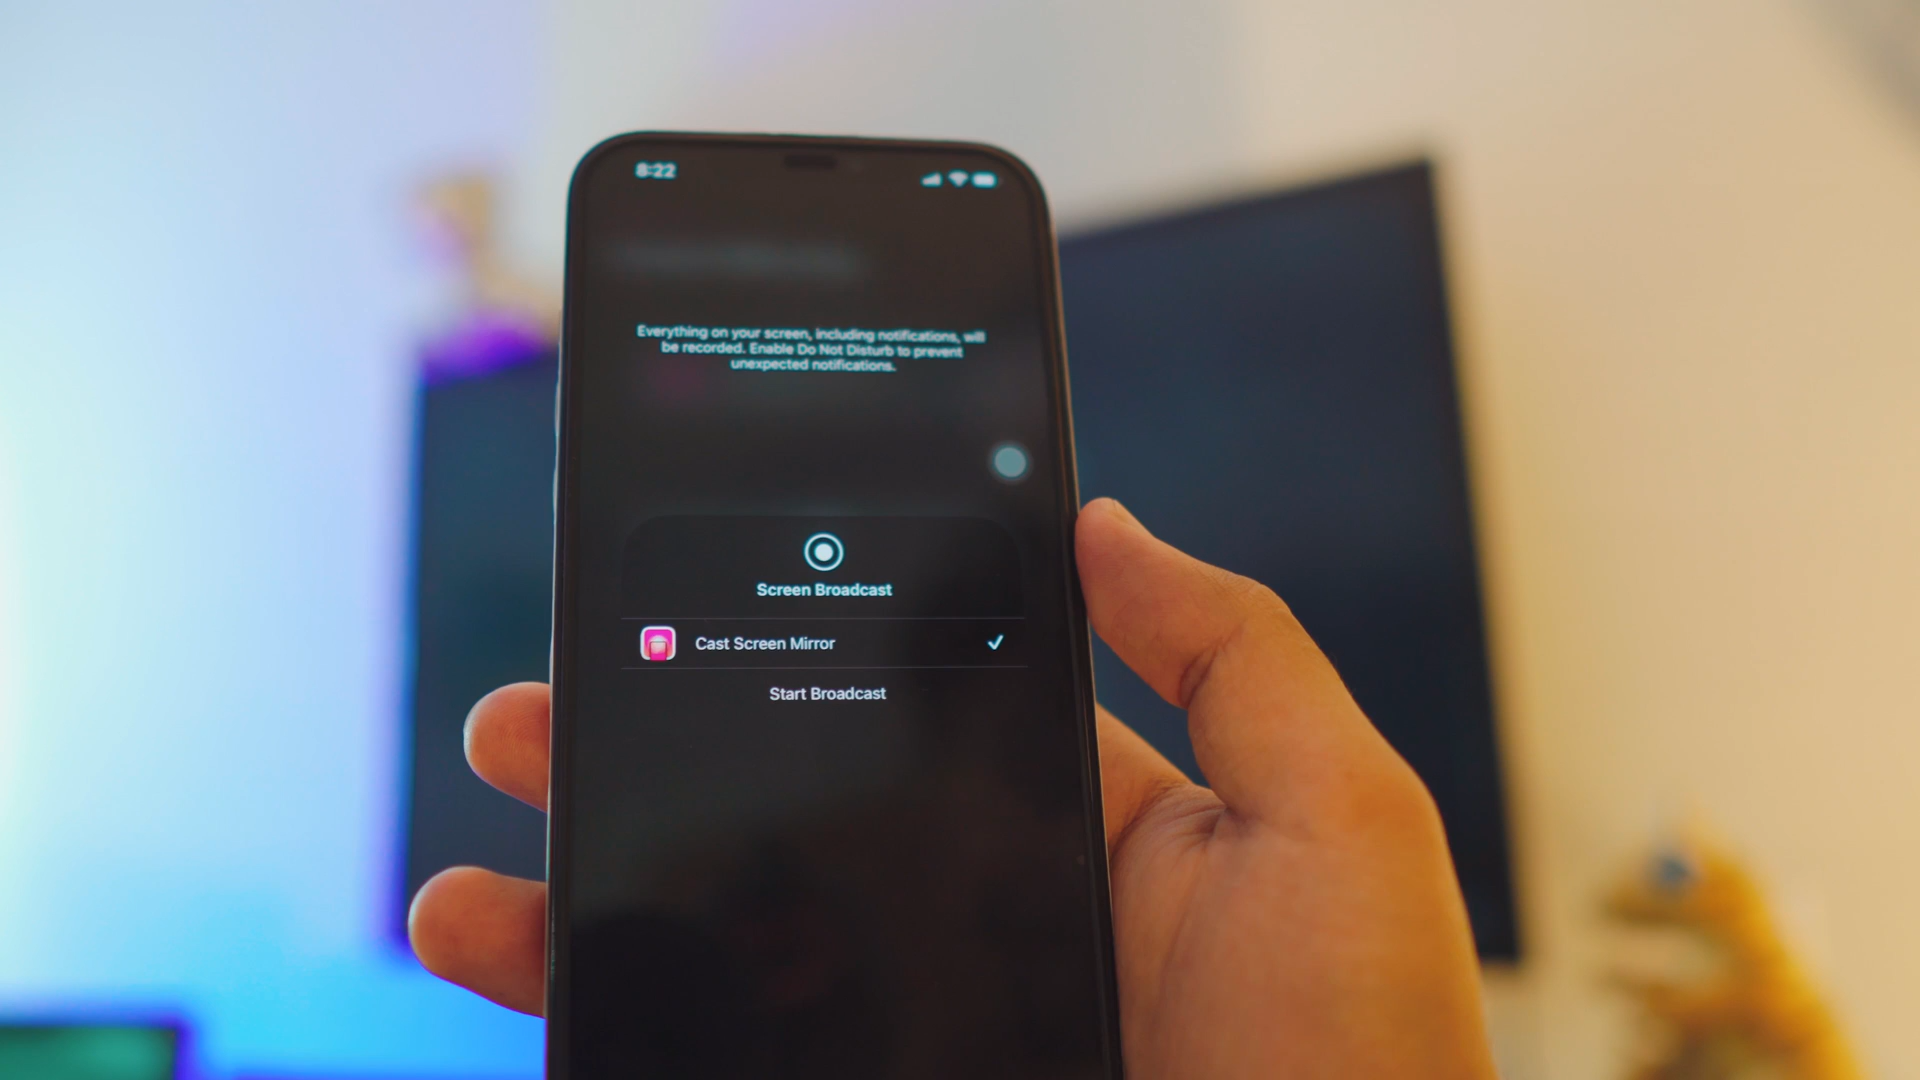 8:22
Everything on your screen, including notifications, will
be recorded. Enable Do Not Disturb to prevent
unexpected notifications.
Screen Broadcast
Cast Screen Mirror
Start Broadcast